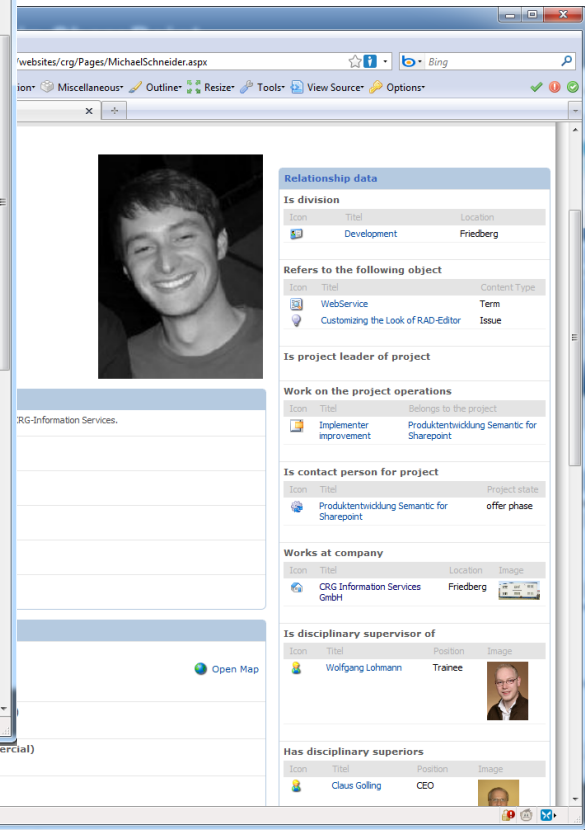 /websites/crg/Pages/MichaelSchneider.aspx
Bing
Miscellaneous
Outline
Resize
Tools
View Source
Options
Relationship data
Is division
Icon Titel Location
Development Friedberg
Refers to the following object
Icon Titel Content Type
WebService Term
Customizing the Look of RAD-Editor Issue
Is project leader of project
Work on the project operations
Icon Titel Belongs to the project
Implementer Produktentwicklung Semantic for
improvement Sharepoint
Is contact person for project
Icon Titel Project state
Produktentwicklung Semantic for offer phase
Sharepoint
CRG-Information Services.
Works at company
Icon Titel Location Image
CRG Information Services Friedberg
GmbH
Is disciplinary supervisor of
Icon Titel Position Image
Wolfgang Lohmann Trainee
Open Map
ercial)
Has disciplinary superiors
Icon Titel Position Image
Claus Golling CEO